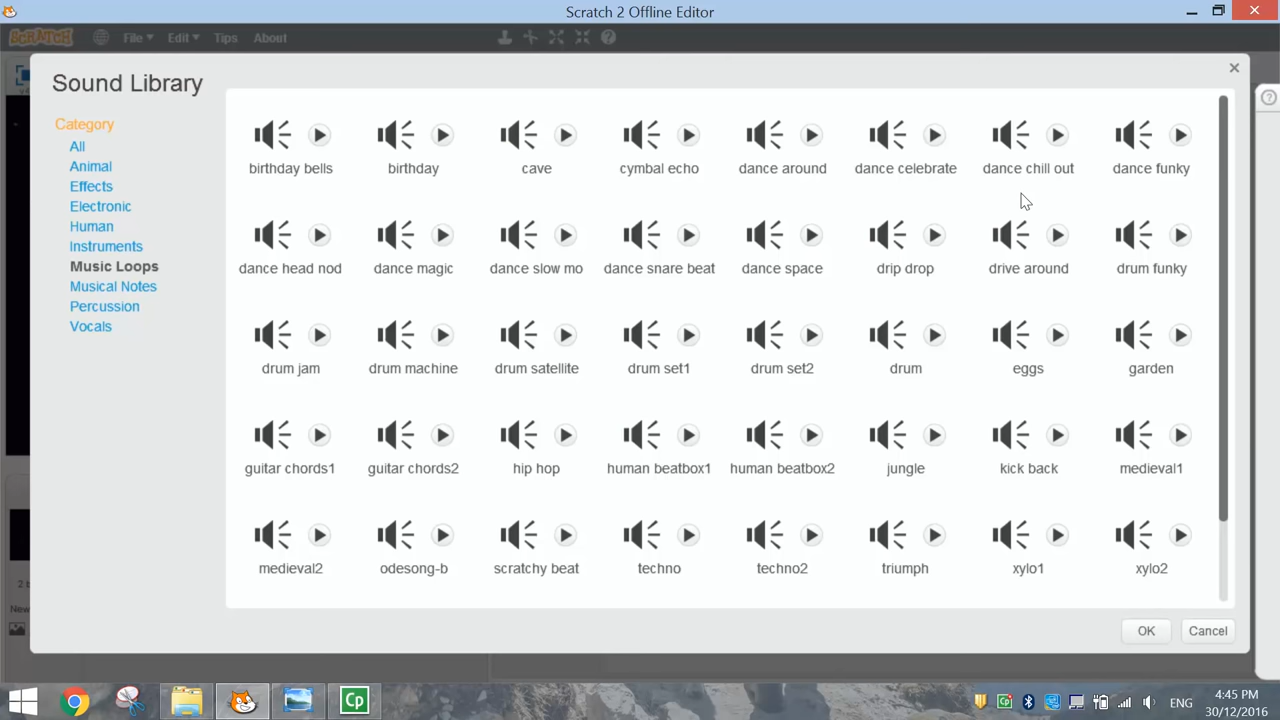 Scratch 2 Offline Editor
SCRATCH File Edit Tips About
Sound Library
Category
All
Animal
Effects
Electronic
Human
Instruments
Music Loops
Musical Notes
Percussion
Vocals
birthday bells birthday cave cymbal echo dance around dance celebrate dance chill out dance funky
dance head nod dance magic dance slow mo dance snare beat dance space drip drop drive around drum funky
drum jam drum machine drum satellite drum set1 drum set2 drum eggs garden
guitar chords1 guitar chords2 hip hop human beatbox1 human beatbox2 jungle kick back medieval1
medieval2 odesong-b scratchy beat techno techno2 triumph xylo1 xylo2
OK Cancel
2 b
New
Cp
ENG
4:45 PM
30/12/2016